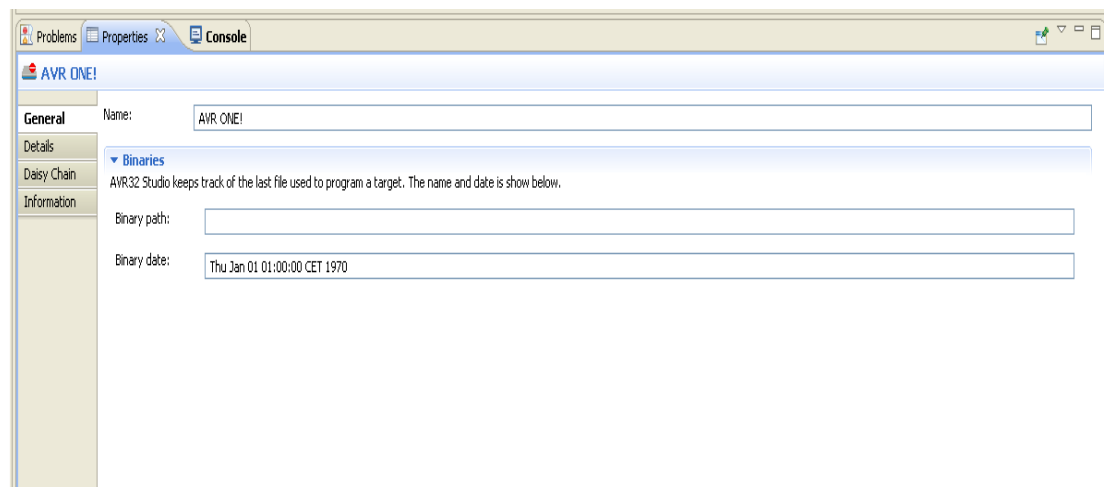 Problems Properties Console
AVR ONE!
General
Details
Daisy Chain
Information
Name: AVR ONE!
Binaries
AVR32 Studio keeps track of the last file used to program a target. The name and date is show below.
Binary path:
Binary date: Thu Jan 01 01:00:00 CET 1970